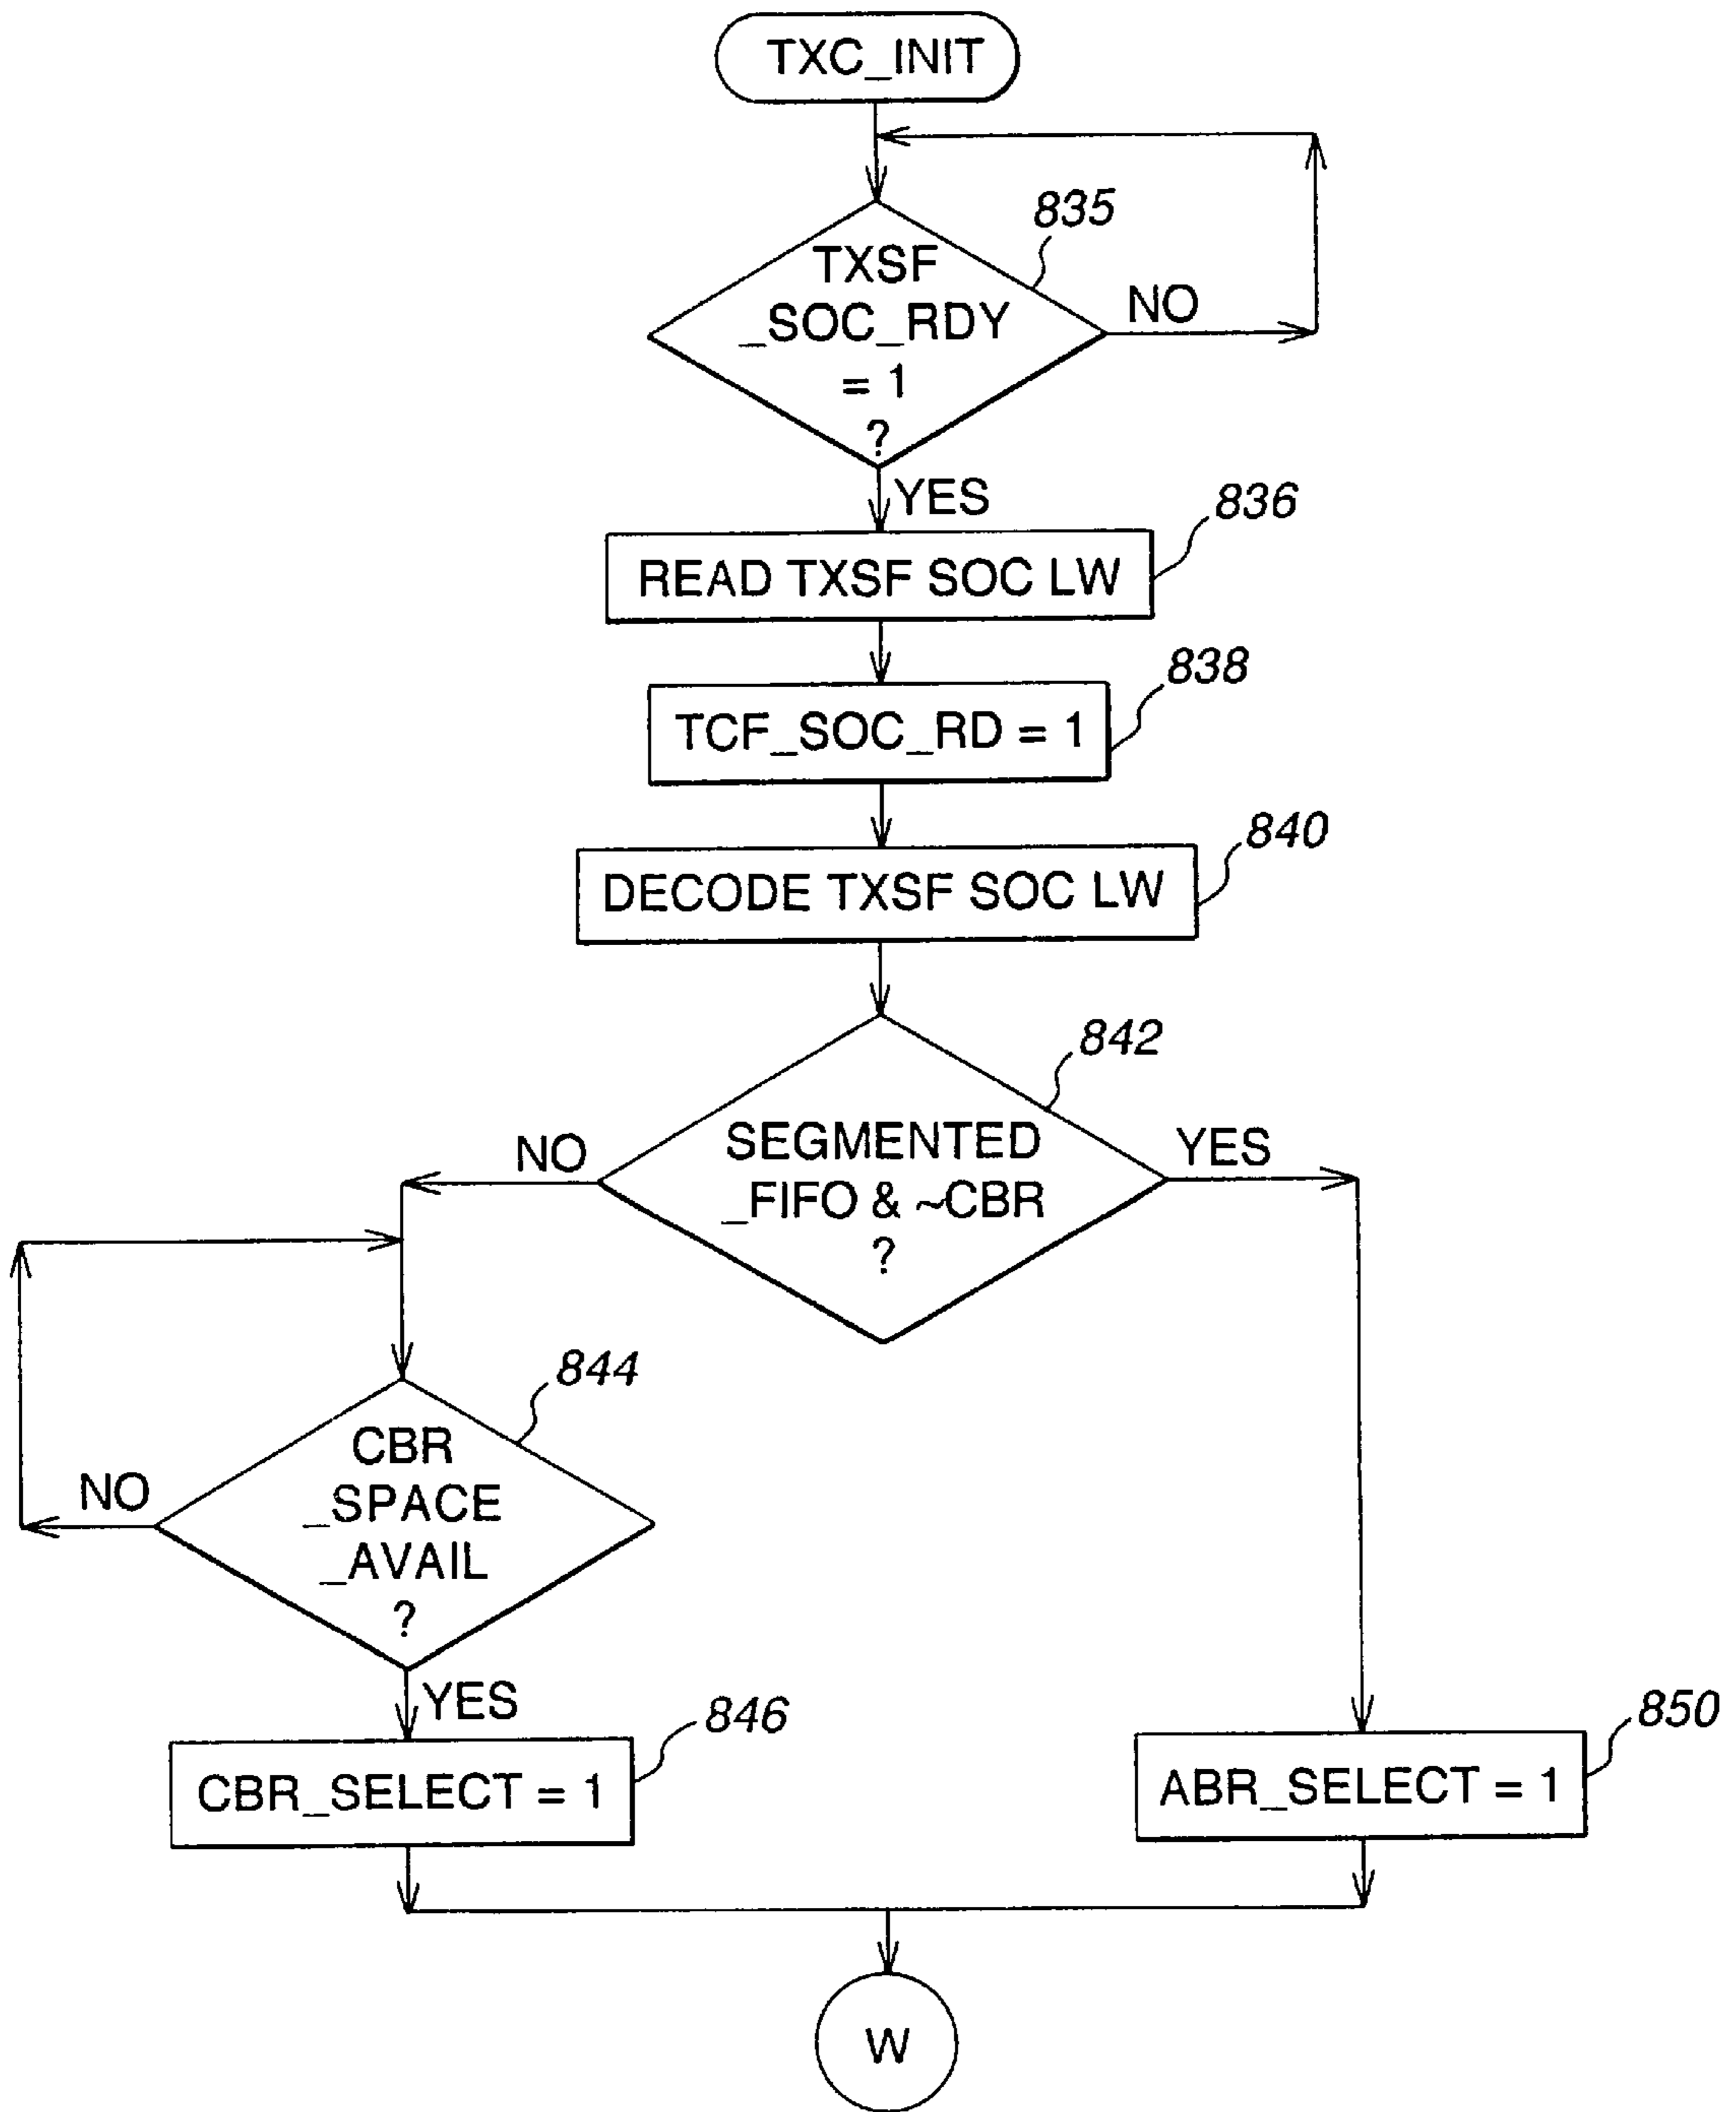 TXC_INIT
835
TXSF
_SOC_RDY
= 1
?
NO
YES
836
READ TXSF SOC LW
838
TCF_SOC_RD = 1
840
DECODE TXSF SOC LW
842
NO
SEGMENTED
_FIFO & ~CBR
?
YES
844
CBR
_SPACE
_AVAIL
?
NO
YES
846
CBR_SELECT = 1
850
ABR_SELECT = 1
W